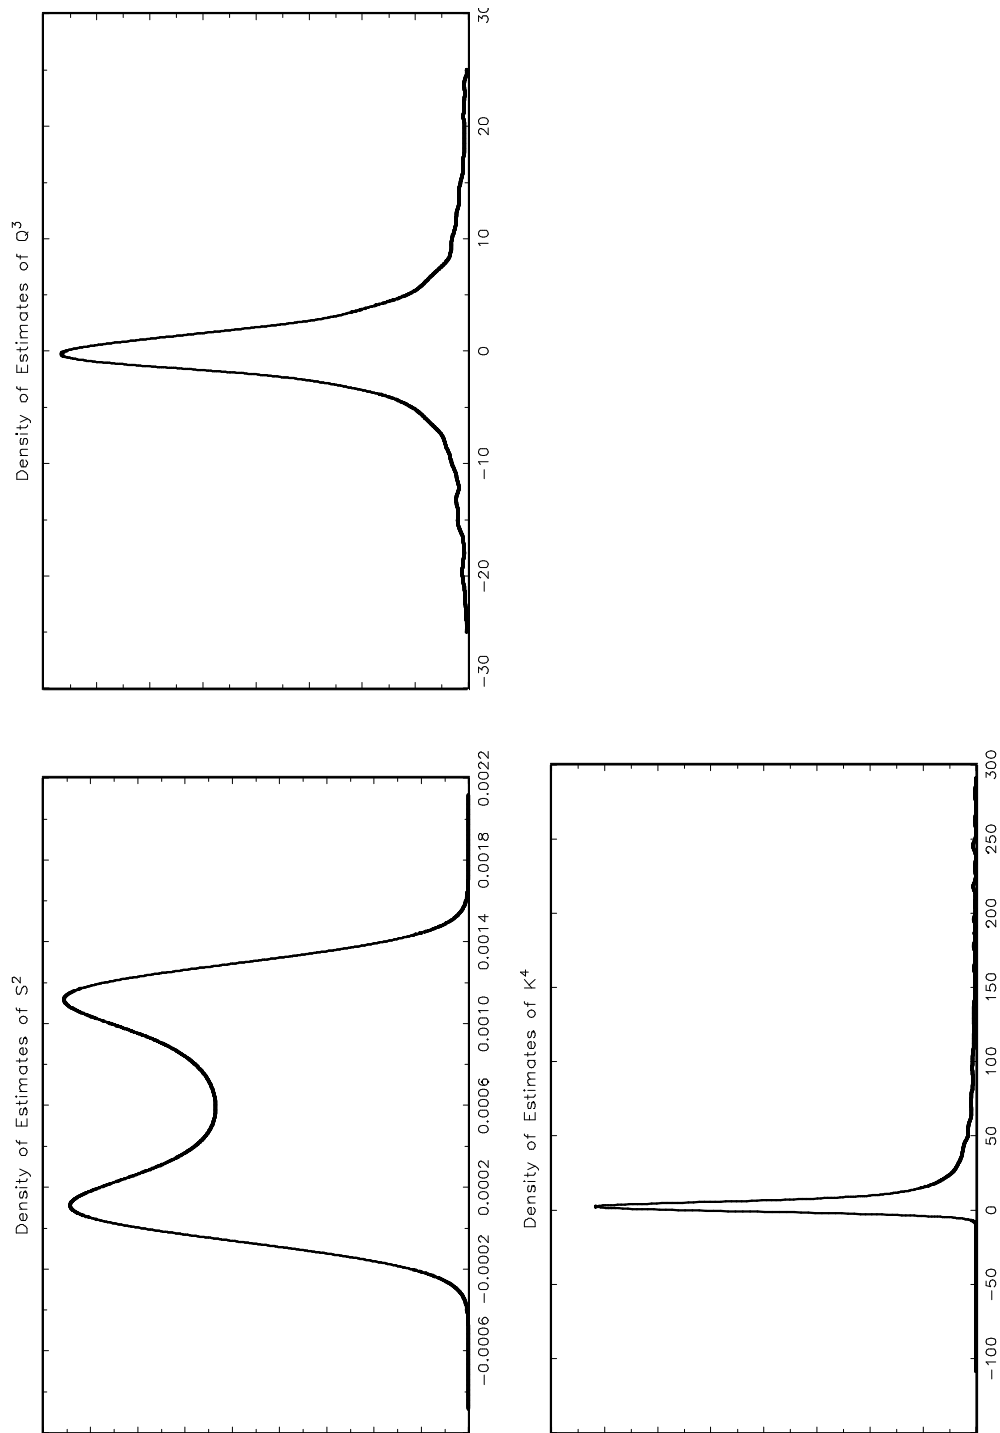 Density of Estimates of S²
−0.0006 −0.0002 0.0002 0.0006 0.0010 0.0014 0.0018 0.0022
Density of Estimates of Q³
−30 −20 −10 0 10 20 30
Density of Estimates of K⁴
−100 −50 0 50 100 150 200 250 300